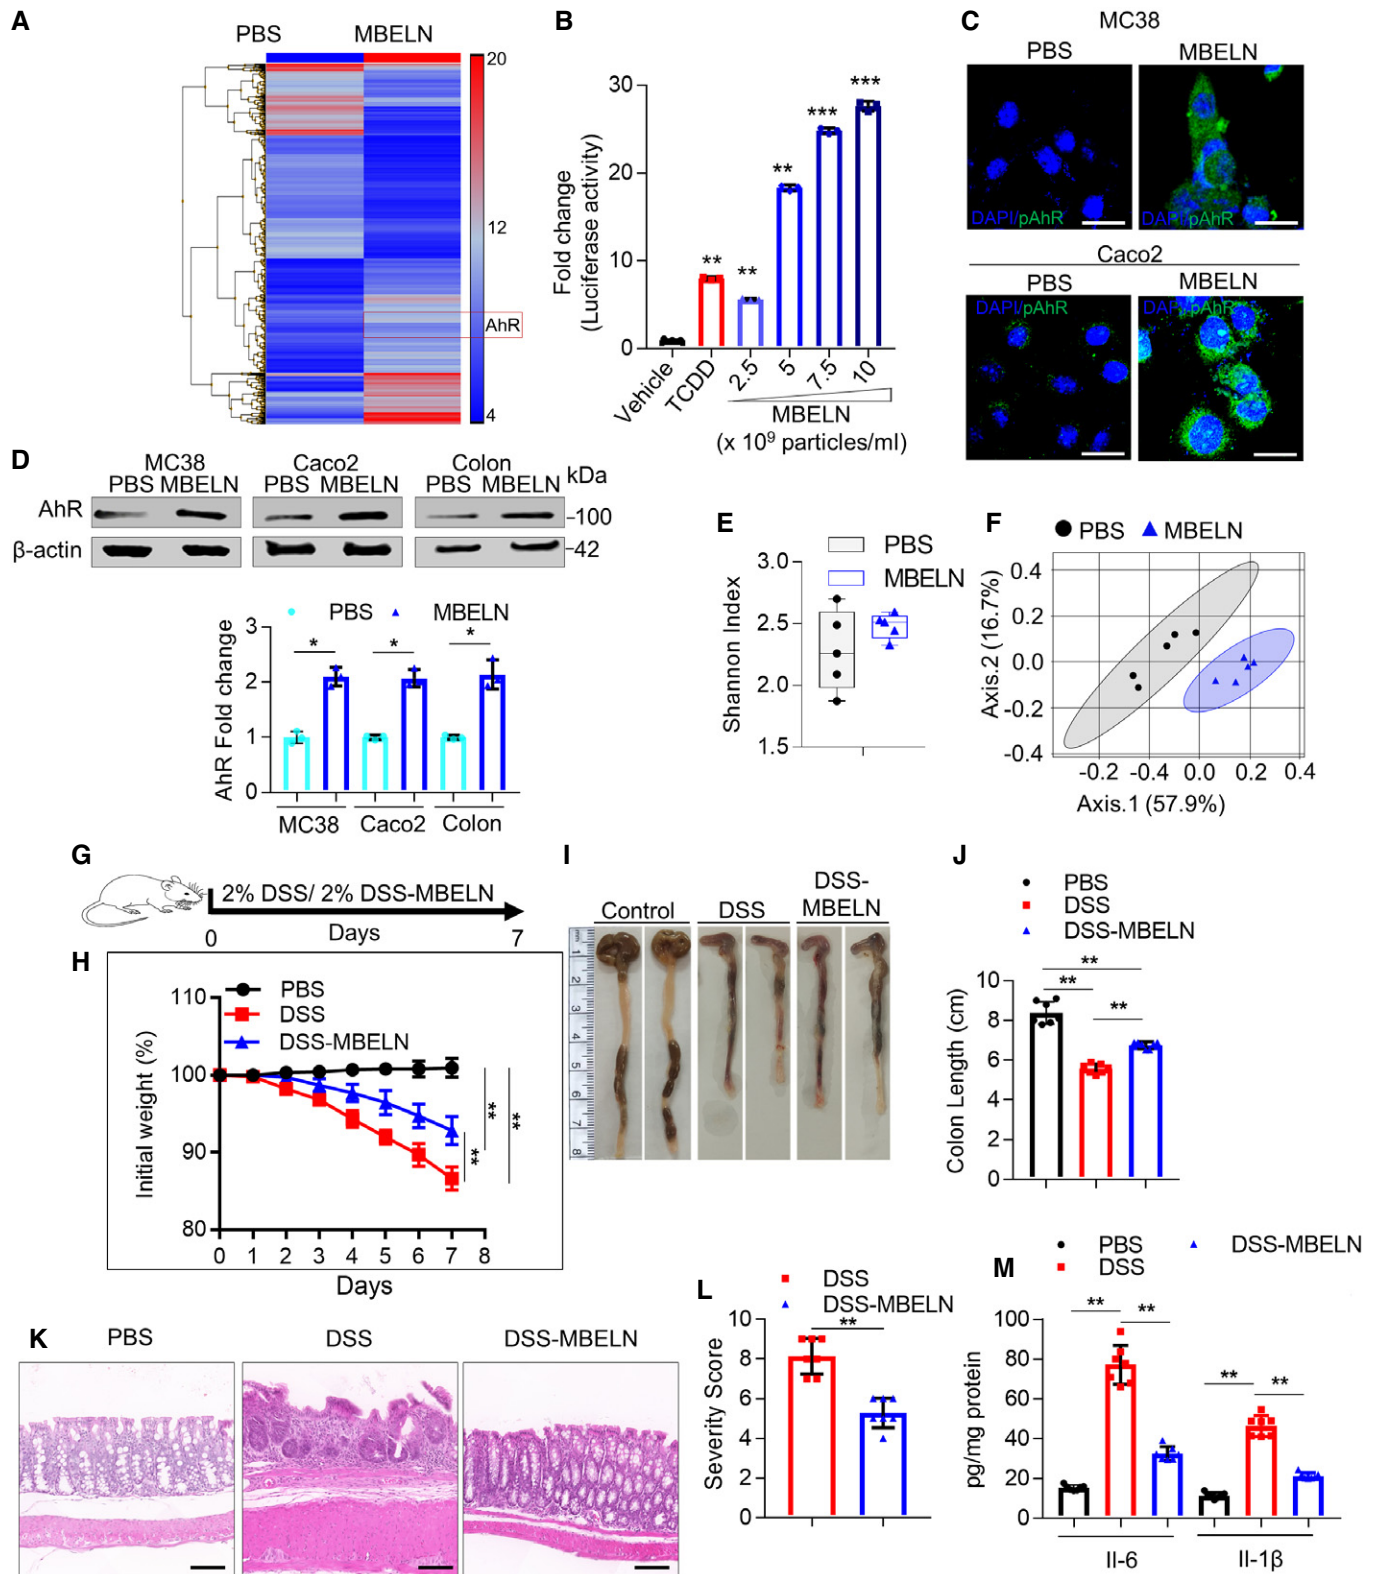 A
PBS MBELN
20
12
AhR
4
B
Fold change
(Luciferase activity)
30
20
10
0
** ** ** *** ***
Vehicle TCDD 2.5 5 7.5 10
MBELN
(x 10⁹ particles/ml)
C
MC38
PBS MBELN
DAPI/pAhR DAPI/pAhR
Caco2
PBS MBELN
DAPI/pAhR DAPI/pAhR
D
MC38 Caco2 Colon
PBS MBELN PBS MBELN PBS MBELN kDa
AhR -100
β-actin -42
PBS MBELN
AhR Fold change
3
2
1
0
* * *
MC38 Caco2 Colon
E
PBS
MBELN
Shannon Index
3.0
2.5
2.0
1.5
F
PBS MBELN
Axis.2 (16.7%)
0.4
0.2
0.0
-0.2
-0.4
-0.2 -0.4 0.0 0.2 0.4
Axis.1 (57.9%)
G
2% DSS/ 2% DSS-MBELN
0 Days 7
H
PBS
DSS
DSS-MBELN
Initial weight (%)
110
100
90
80
** ** **
0 1 2 3 4 5 6 7 8
Days
I
Control DSS DSS-
MBELN
1
2
3
4
5
6
7
8
J
PBS
DSS
DSS-MBELN
Colon Length (cm)
**
** **
10
8
6
4
2
0
K
PBS DSS DSS-MBELN
L
DSS
DSS-MBELN
Severity Score
**
10
8
6
4
2
0
M
PBS DSS-MBELN
DSS
pg/mg protein
100
80
60
40
20
0
** ** ** **
Il-6 Il-1β